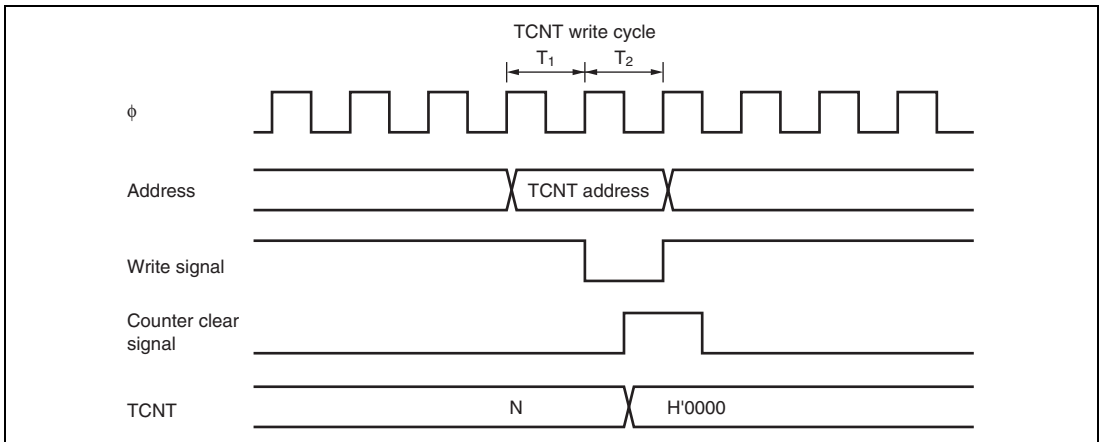 TCNT write cycle
T₁ T₂
ϕ
Address
TCNT address
Write signal
Counter clear
signal
TCNT
N
H'0000